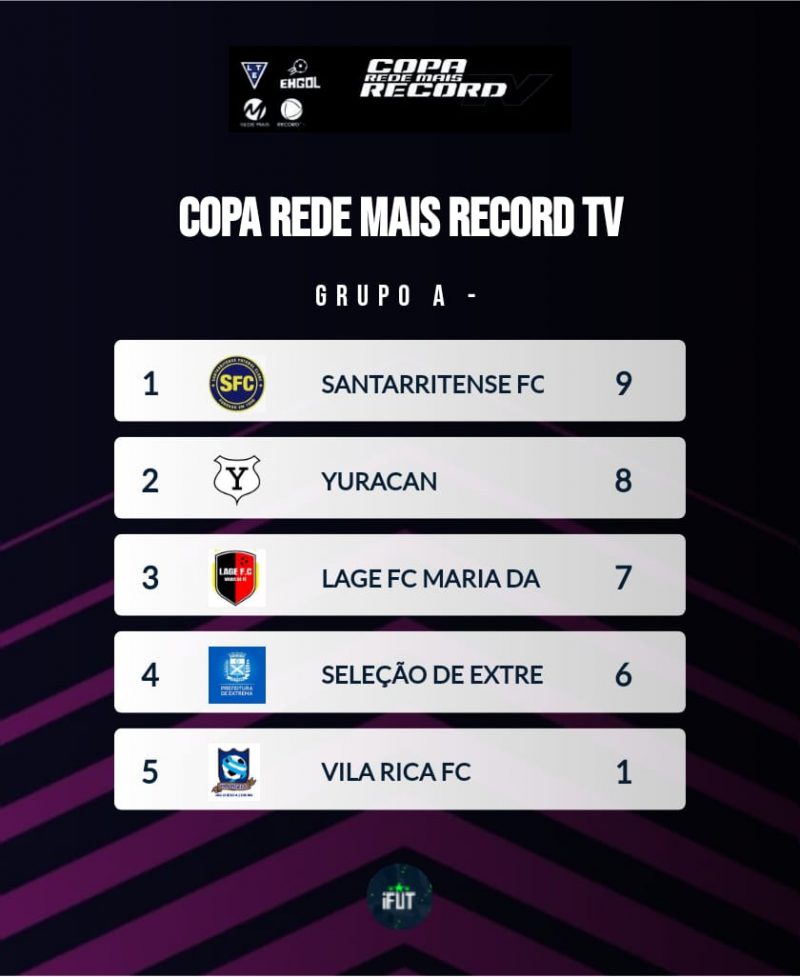 LTE
EMGOL
REDE MAIS
RECORD
COPA
REDE MAIS
RECORD
TV
COPA REDE MAIS RECORD TV
GRUPO A -
1 SFC SANTARRITENSE FC 9
2 Y YURACAN 8
3 LAGE F.C LAGE FC MARIA DA 7
4 PREFEITURA DE EXTREMA SELEÇÃO DE EXTRE 6
5 VILA RICA FC 1
iFUT